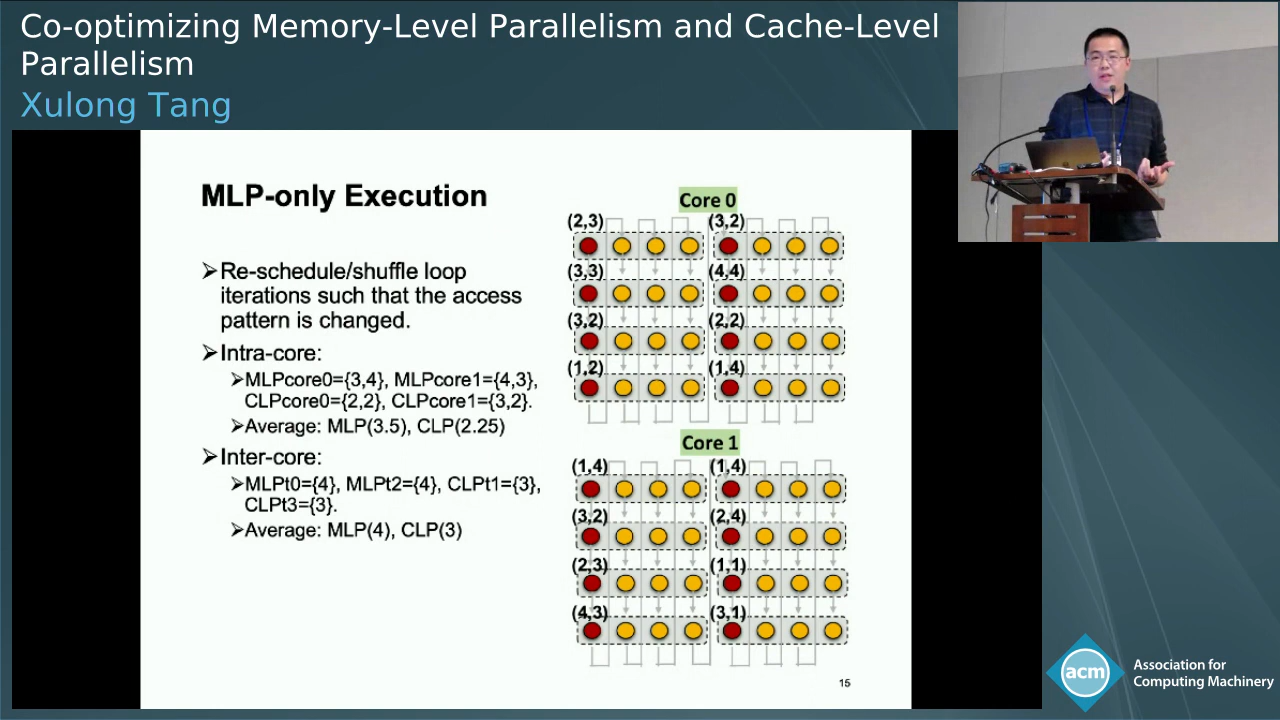 Co-optimizing Memory-Level Parallelism and Cache-Level
Parallelism
Xulong Tang
MLP-only Execution
➢Re-schedule/shuffle loop
iterations such that the access
pattern is changed.
➢Intra-core:
➢MLPcore0={3,4}, MLPcore1={4,3},
CLPcore0={2,2}, CLPcore1={3,2}.
➢Average: MLP(3.5), CLP(2.25)
➢Inter-core:
➢MLPt0={4}, MLPt2={4}, CLPt1={3},
CLPt3={3}.
➢Average: MLP(4), CLP(3)
Core 0
(2,3) (3,2)
(3,3) (4,4)
(3,2) (2,2)
(1,2) (1,4)
Core 1
(1,4) (1,4)
(3,2) (2,4)
(2,3) (1,1)
(4,3) (3,1)
15
acm
Association for
Computing Machinery